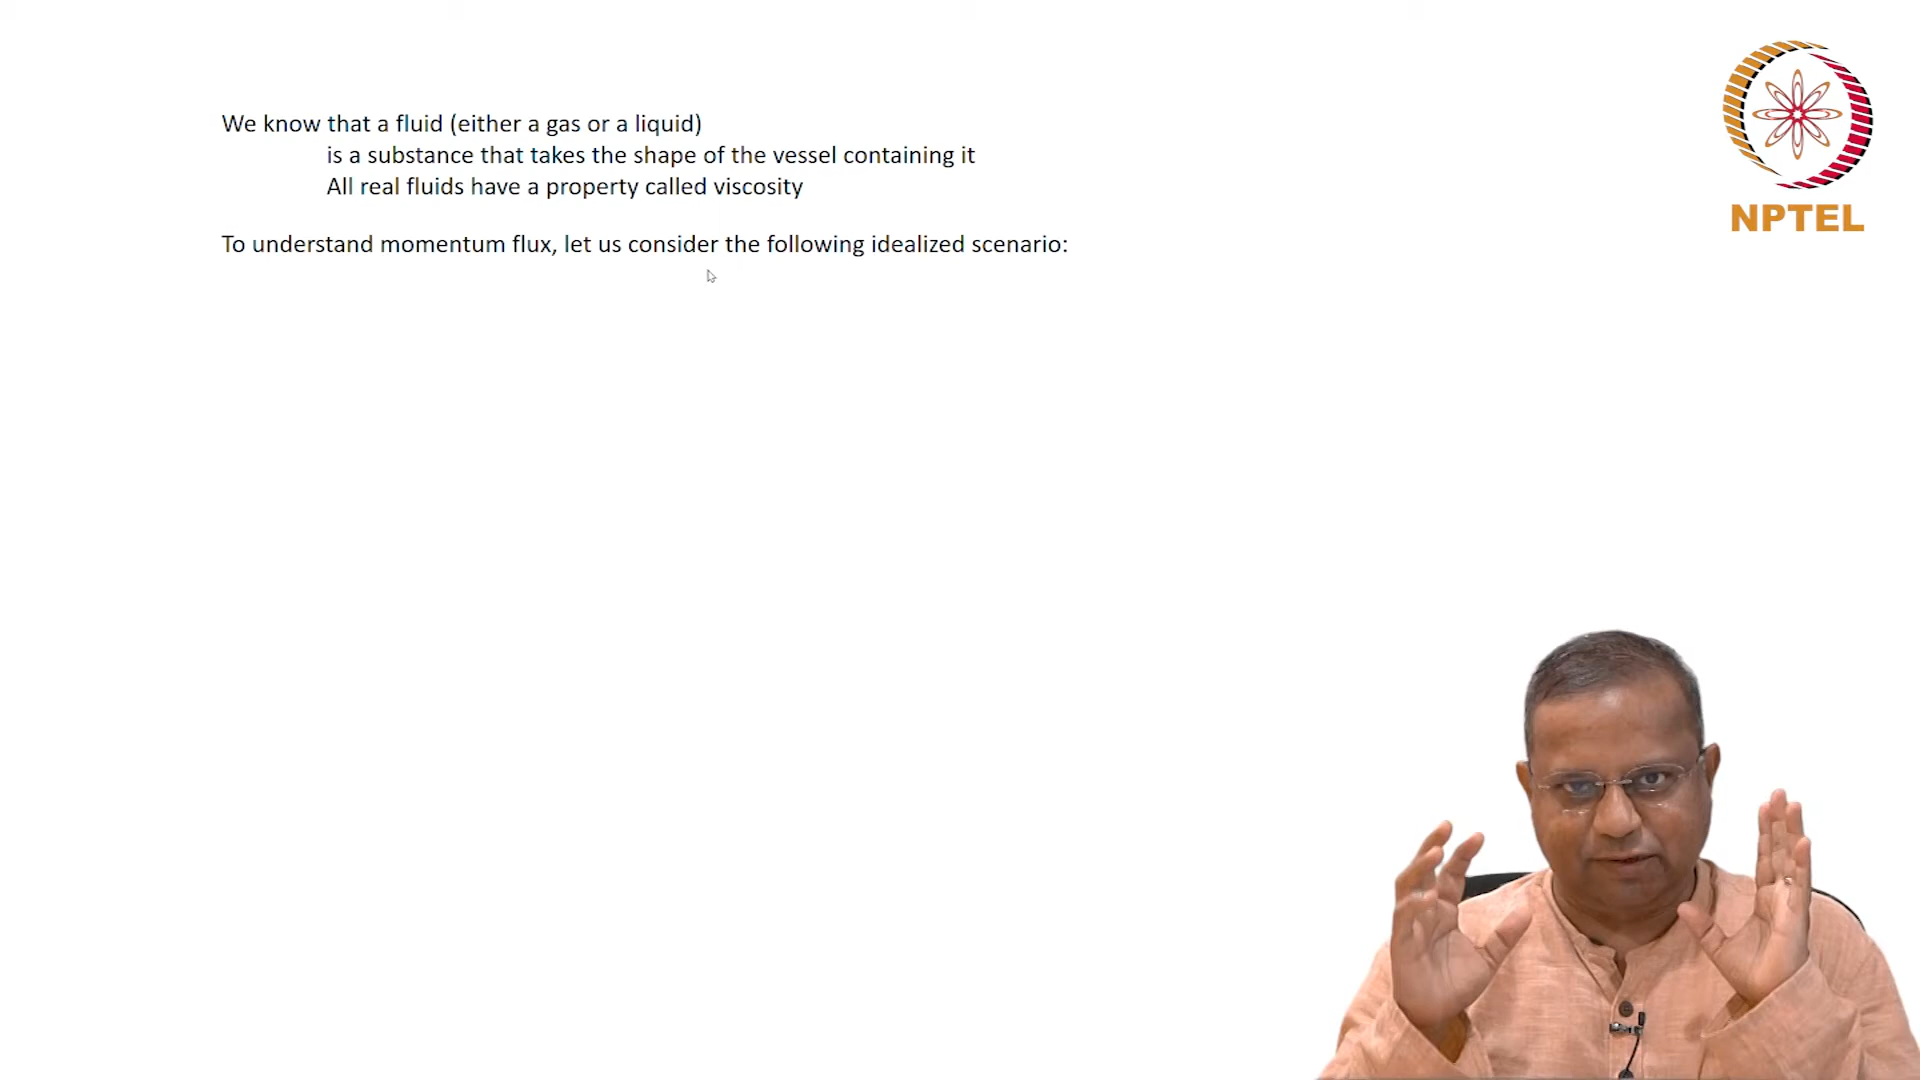 We know that a fluid (either a gas or a liquid)
is a substance that takes the shape of the vessel containing it
All real fluids have a property called viscosity
To understand momentum flux, let us consider the following idealized scenario:
NPTEL